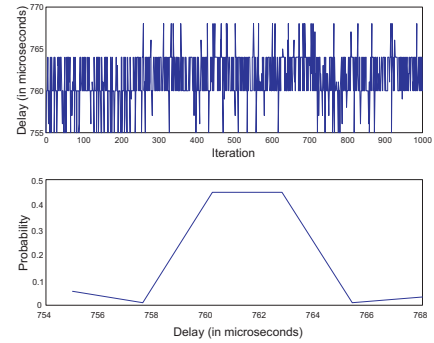 770
765
760
755
Delay (in microseconds)
0 100 200 300 400 500 600 700 800 900 1000
Iteration
0.5
0.4
0.3
0.2
0.1
0
Probability
754 756 758 760 762 764 766 768
Delay (in microseconds)